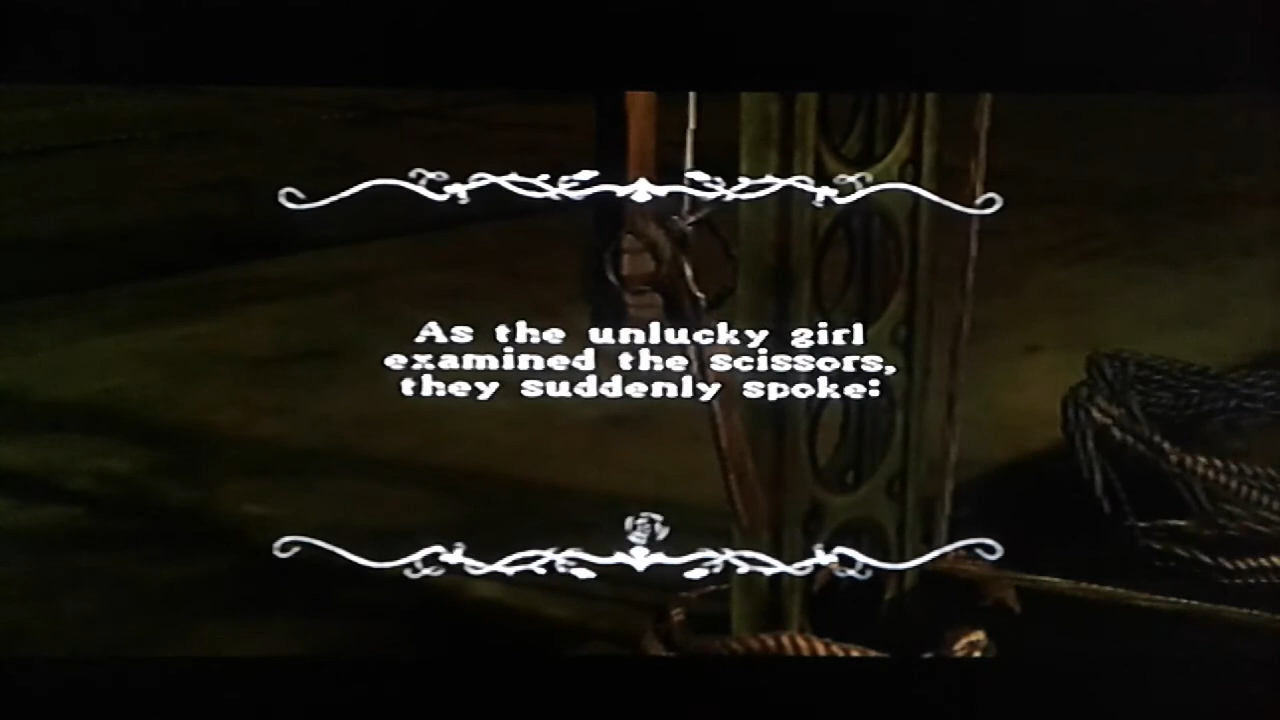 As the unlucky girl
examined the scissors,
they suddenly spoke: